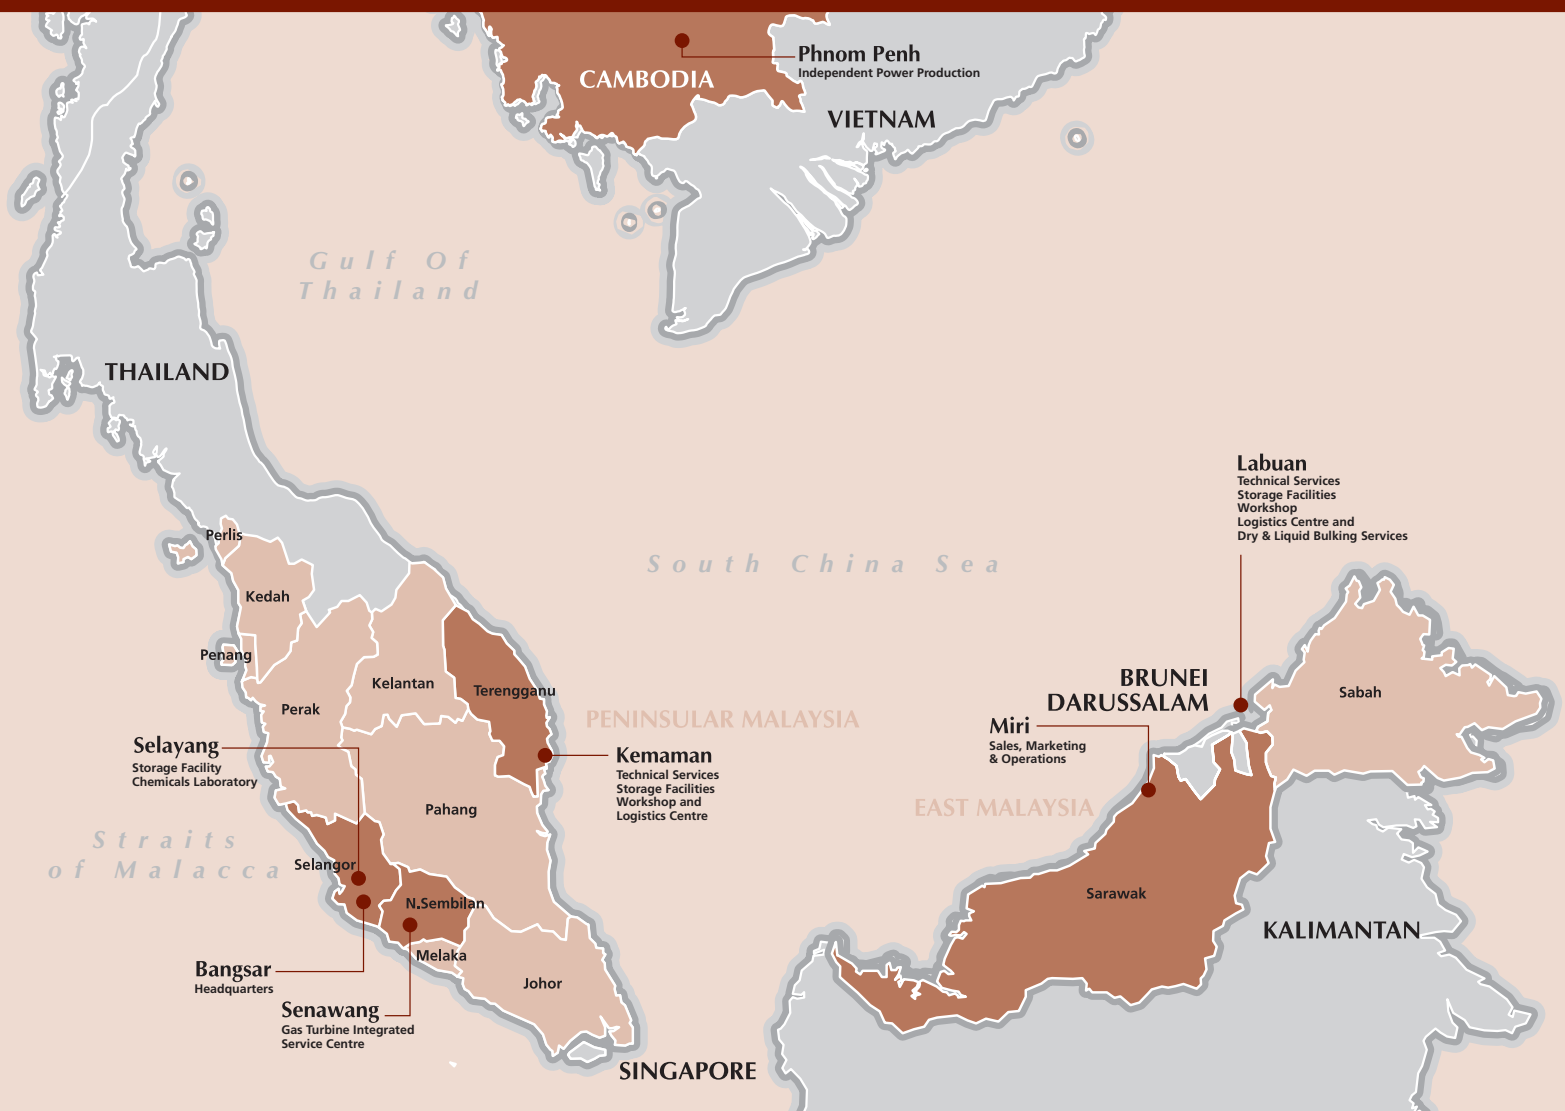 Phnom Penh
Independent Power Production
CAMBODIA
VIETNAM
Gulf Of
Thailand
THAILAND
Labuan
Technical Services
Storage Facilities
Workshop
Logistics Centre and
Dry & Liquid Bulking Services
Perlis
South China Sea
Kedah
Penang
Kelantan
Terengganu
Perak
BRUNEI
DARUSSALAM
Sabah
PENINSULAR MALAYSIA
Miri
Sales, Marketing
& Operations
Selayang
Storage Facility
Chemicals Laboratory
Kemaman
Technical Services
Storage Facilities
Workshop and
Logistics Centre
Pahang
EAST MALAYSIA
Straits
of Malacca
Selangor
N.Sembilan
Sarawak
KALIMANTAN
Melaka
Bangsar
Headquarters
Johor
Senawang
Gas Turbine Integrated
Service Centre
SINGAPORE